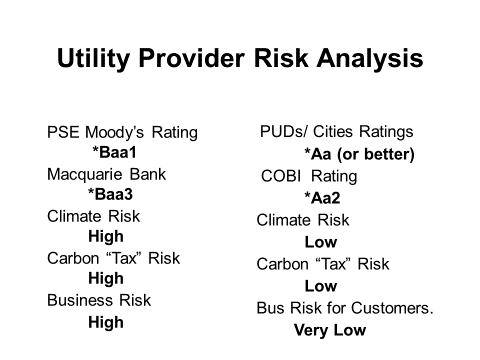 Utility Provider Risk Analysis
PSE Moody's Rating
*Baa1
Macquarie Bank
*Baa3
Climate Risk
High
Carbon “Tax” Risk
High
Business Risk
High
PUDs/ Cities Ratings
*Aa (or better)
COBI Rating
*Aa2
Climate Risk
Low
Carbon “Tax” Risk
Low
Bus Risk for Customers.
Very Low